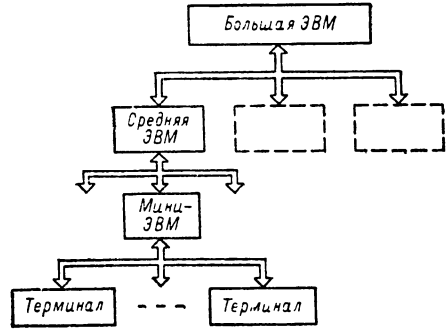 Большая ЭВМ
Средняя
ЭВМ
Мини-
ЭВМ
Терминал
Терминал